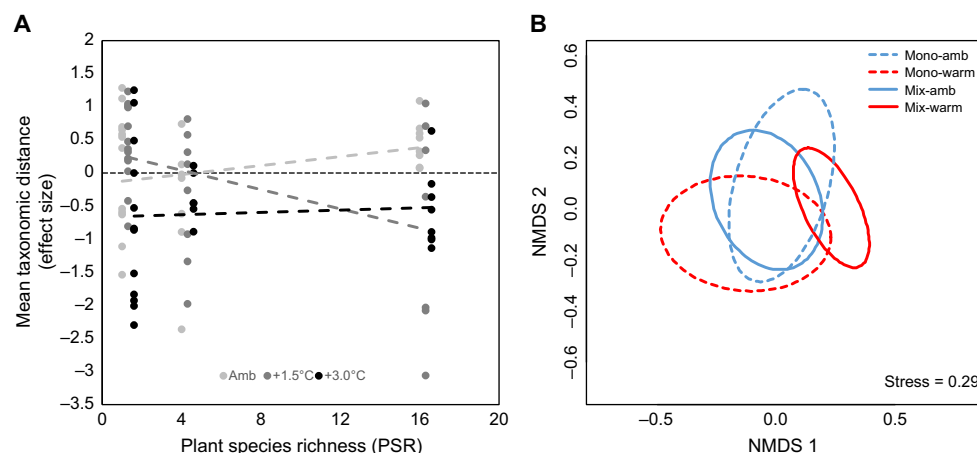 A
2
1.5
1
0.5
0
–0.5
–1
–1.5
–2
–2.5
–3
–3.5
Mean taxonomic distance
(effect size)
Amb +1.5°C +3.0°C
0 4 8 12 16 20
Plant species richness (PSR)
B
0.6
0.4
0.2
0.0
–0.2
–0.4
–0.6
NMDS 2
Mono-amb
Mono-warm
Mix-amb
Mix-warm
Stress = 0.29
–0.5 0.0 0.5
NMDS 1